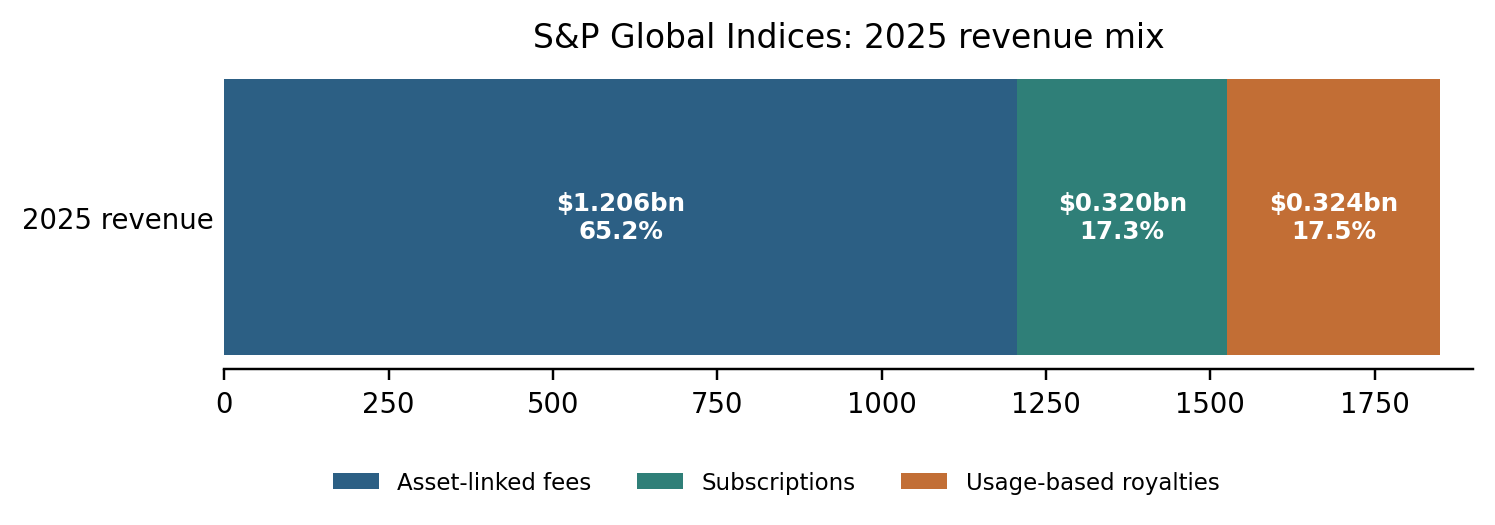 S&P Global Indices: 2025 revenue mix
2025 revenue
$1.206bn
65.2%
$0.320bn
17.3%
$0.324bn
17.5%
0 250 500 750 1000 1250 1500 1750
Asset-linked fees Subscriptions Usage-based royalties